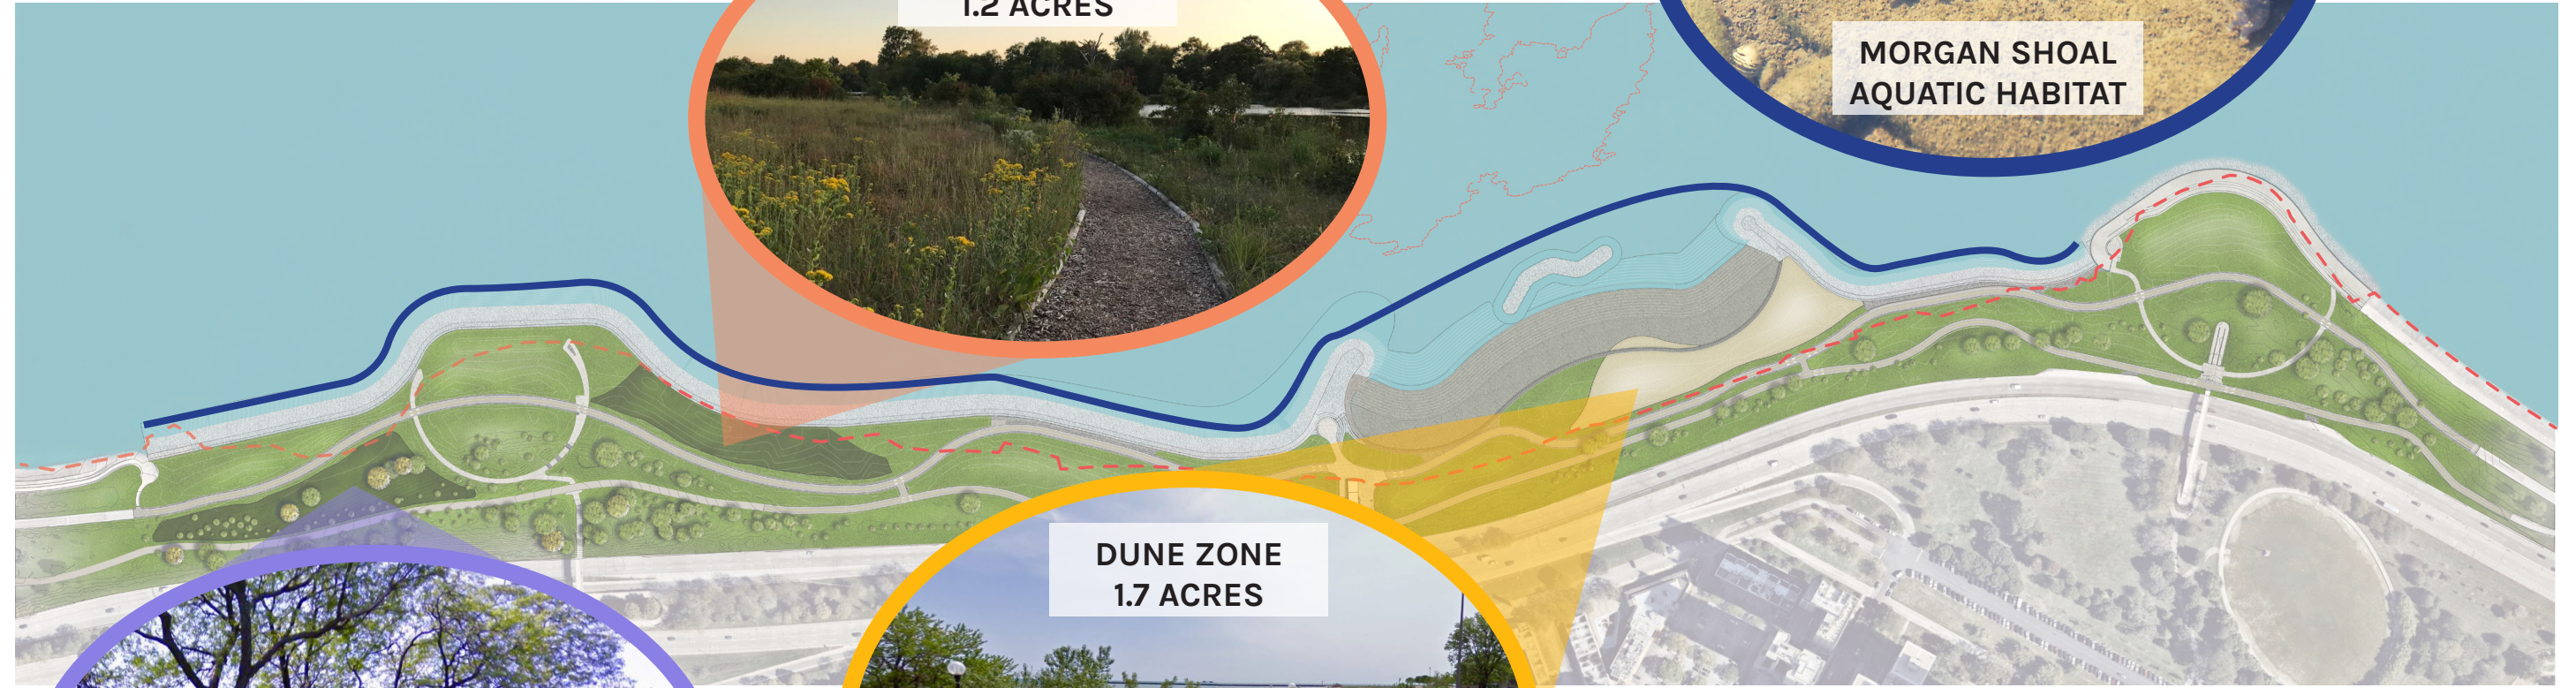 1.2 ACRES
MORGAN SHOAL
AQUATIC HABITAT
DUNE ZONE
1.7 ACRES